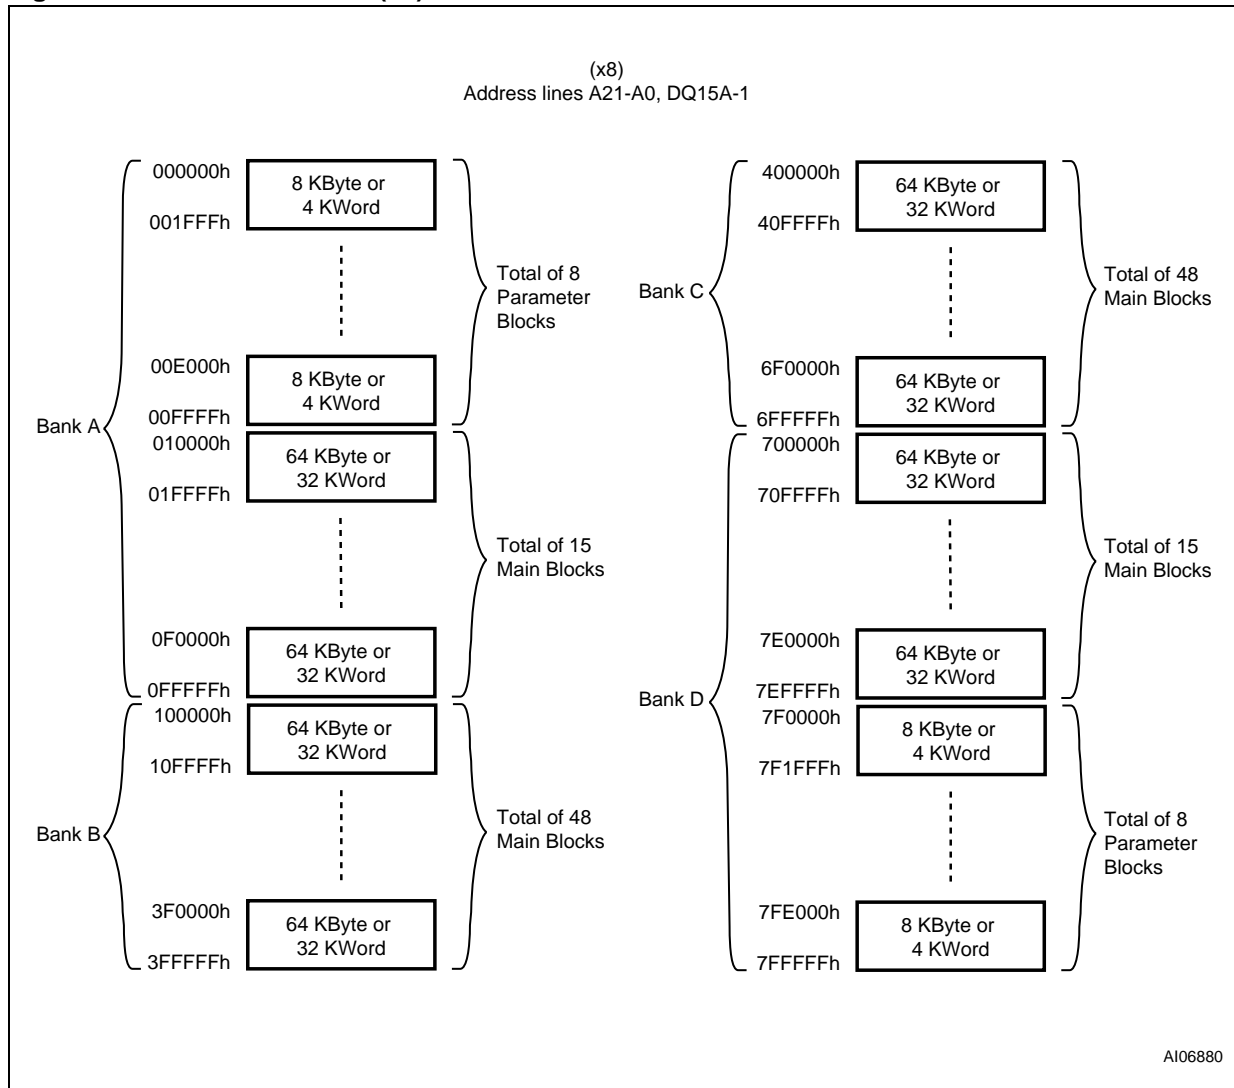 (x8)
Address lines A21-A0, DQ15A-1
Bank A
000000h
8 KByte or
4 KWord
001FFFh
Total of 8
Parameter
Blocks
00E000h
8 KByte or
4 KWord
00FFFFh
010000h
64 KByte or
32 KWord
01FFFFh
Total of 15
Main Blocks
0F0000h
64 KByte or
32 KWord
0FFFFFh
Bank B
100000h
64 KByte or
32 KWord
10FFFFh
Total of 48
Main Blocks
3F0000h
64 KByte or
32 KWord
3FFFFFh
Bank C
400000h
64 KByte or
32 KWord
40FFFFh
Total of 48
Main Blocks
6F0000h
64 KByte or
32 KWord
6FFFFFh
Bank D
700000h
64 KByte or
32 KWord
70FFFFh
Total of 15
Main Blocks
7E0000h
64 KByte or
32 KWord
7EFFFFh
7F0000h
8 KByte or
4 KWord
7F1FFFh
Total of 8
Parameter
Blocks
7FE000h
8 KByte or
4 KWord
7FFFFFh
AI06880